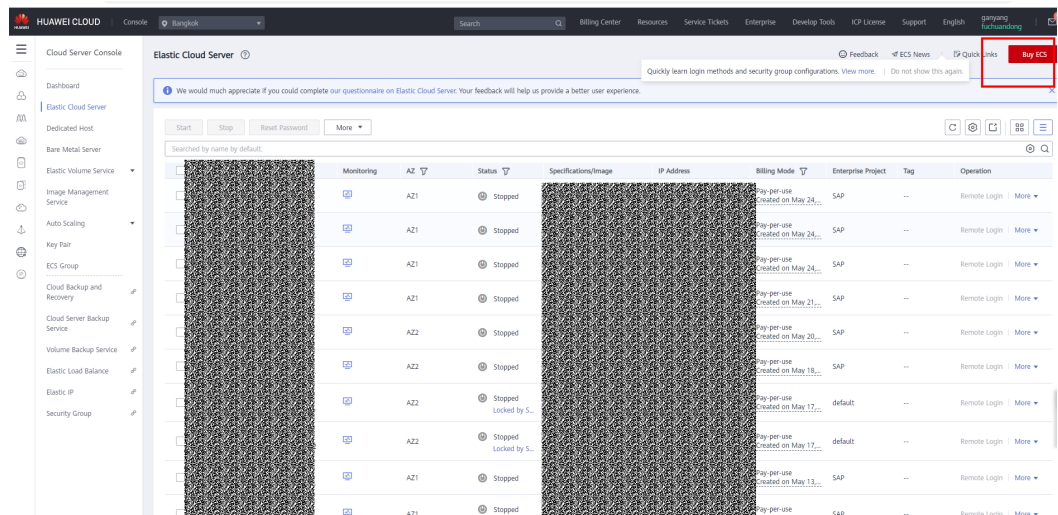 HUAWEI
HUAWEI CLOUD Console Bangkok Search Billing Center Resources Service Tickets Enterprise Develop Tools ICP License Support English ganyang
fuchuandong
Cloud Server Console
Dashboard
Elastic Cloud Server
Dedicated Host
Bare Metal Server
Elastic Volume Service
Image Management
Service
Auto Scaling
Key Pair
ECS Group
Cloud Backup and
Recovery
Cloud Server Backup
Service
Volume Backup Service
Elastic Load Balance
Elastic IP
Security Group
Elastic Cloud Server
Feedback ECS News Quick Links Buy ECS
Quickly learn login methods and security group configurations. View more. | Do not show this again.
We would much appreciate if you could complete our questionnaire on Elastic Cloud Server. Your feedback will help us provide a better user experience.
Start Stop Reset Password More
Searched by name by default.
Monitoring AZ Status Specifications/Image IP Address Billing Mode Enterprise Project Tag Operation
AZ1 Stopped Pay-per-use
Created on May 24,... SAP -- Remote Login | More
AZ1 Stopped Pay-per-use
Created on May 24,... SAP -- Remote Login | More
AZ1 Stopped Pay-per-use
Created on May 24,... SAP -- Remote Login | More
AZ1 Stopped Pay-per-use
Created on May 21,... SAP -- Remote Login | More
AZ2 Stopped Pay-per-use
Created on May 20,... SAP -- Remote Login | More
AZ2 Stopped Pay-per-use
Created on May 18,... SAP -- Remote Login | More
AZ2 Stopped Pay-per-use
Locked by S... Created on May 17,... default -- Remote Login | More
AZ2 Stopped Pay-per-use
Locked by S... Created on May 17,... default -- Remote Login | More
AZ1 Stopped Pay-per-use
Created on May 13,... SAP -- Remote Login | More
AZ1 Stopped Pay-per-use
SAP -- Remote Login | More